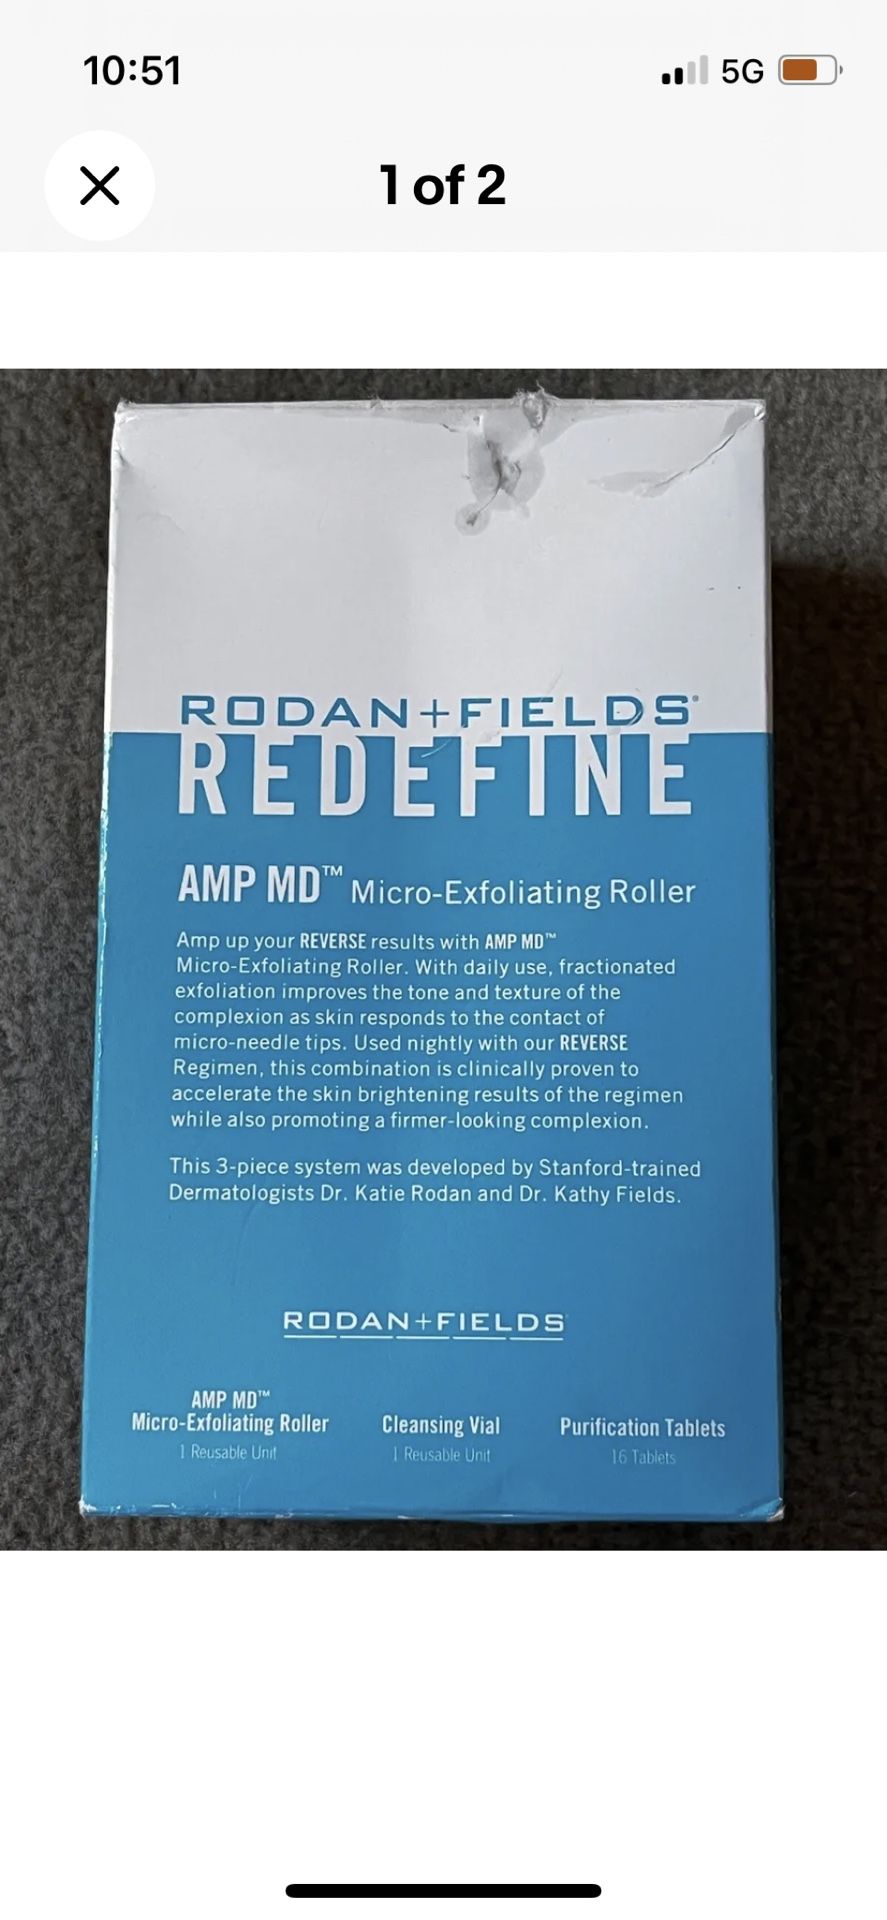 10:51
5G
1 of 2
RODAN+FIELDS®
REDEFINE
AMP MD™ Micro-Exfoliating Roller
Amp up your REVERSE results with AMP MD™
Micro-Exfoliating Roller. With daily use, fractionated
exfoliation improves the tone and texture of the
complexion as skin responds to the contact of
micro-needle tips. Used nightly with our REVERSE
Regimen, this combination is clinically proven to
accelerate the skin brightening results of the regimen
while also promoting a firmer-looking complexion.
This 3-piece system was developed by Stanford-trained
Dermatologists Dr. Katie Rodan and Dr. Kathy Fields.
RODAN+FIELDS
AMP MD™
Micro-Exfoliating Roller
1 Reusable Unit
Cleansing Vial
1 Reusable Unit
Purification Tablets
16 Tablets